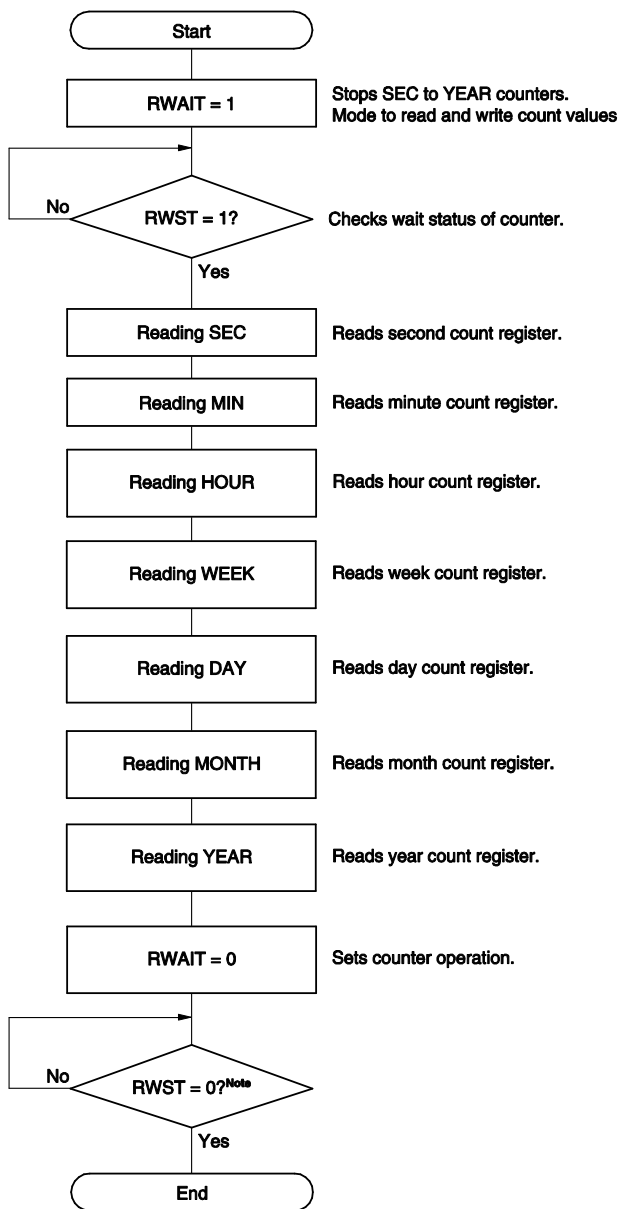 Start
RWAIT = 1
Stops SEC to YEAR counters.
Mode to read and write count values
No
RWST = 1?
Checks wait status of counter.
Yes
Reading SEC
Reads second count register.
Reading MIN
Reads minute count register.
Reading HOUR
Reads hour count register.
Reading WEEK
Reads week count register.
Reading DAY
Reads day count register.
Reading MONTH
Reads month count register.
Reading YEAR
Reads year count register.
RWAIT = 0
Sets counter operation.
No
RWST = 0?Note
Yes
End